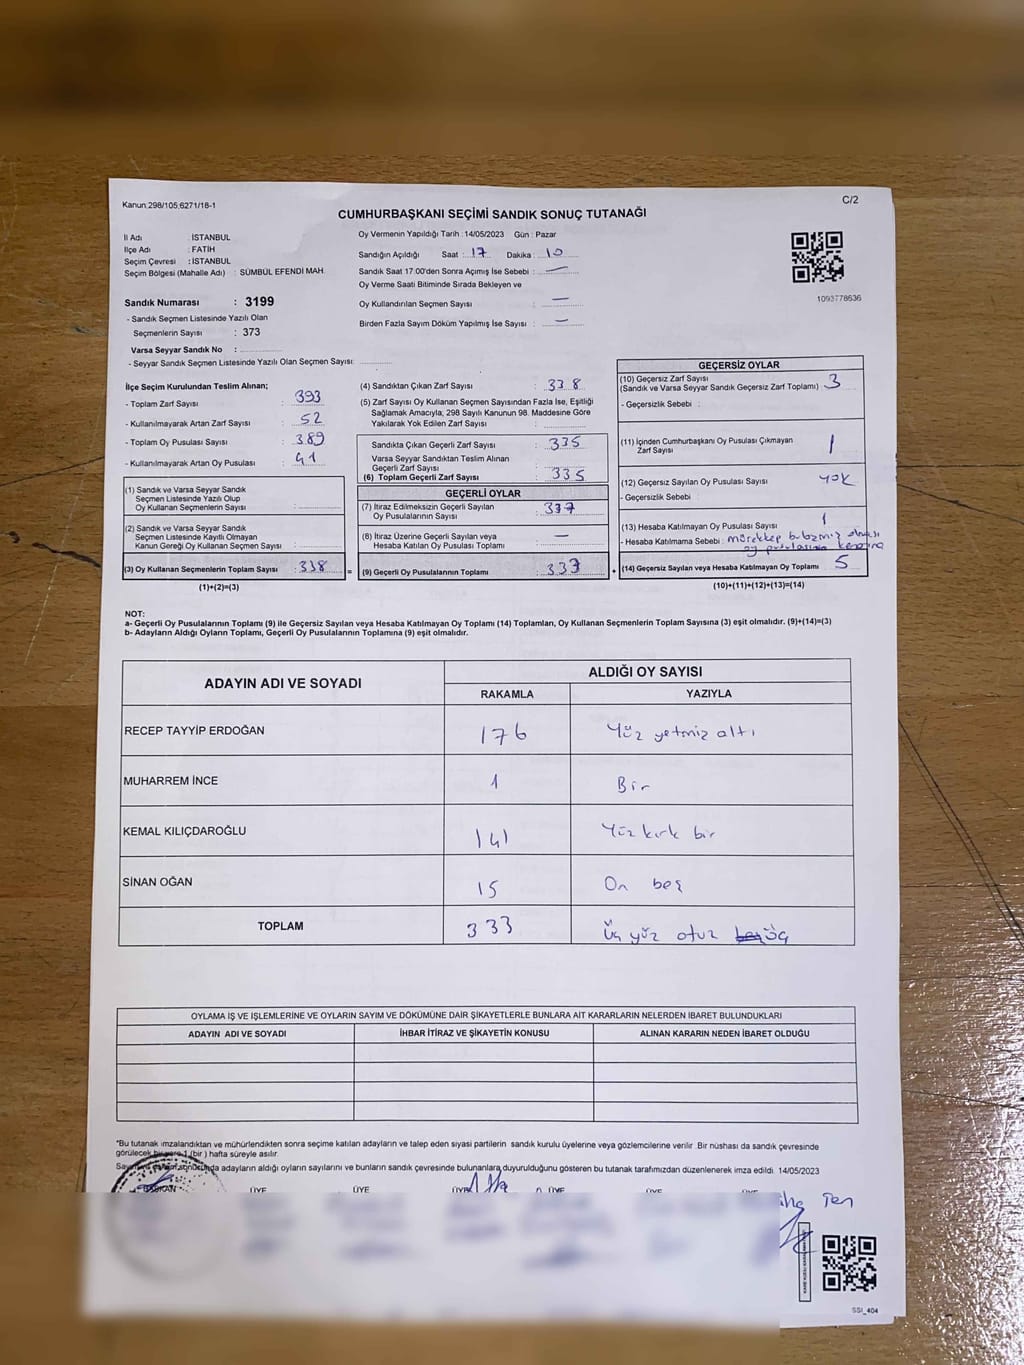 Kanun:298/105;6271/18-1
C/2
CUMHURBAŞKANI SEÇİMİ SANDIK SONUÇ TUTANAĞI
İl Adı : İSTANBUL
İlçe Adı : FATİH
Seçim Çevresi : İSTANBUL
Seçim Bölgesi (Mahalle Adı) : SÜMBÜL EFENDİ MAH.
Sandık Numarası : 3199
- Sandık Seçmen Listesinde Yazılı Olan
Seçmenlerin Sayısı : 373
Varsa Seyyar Sandık No :
- Seyyar Sandık Seçmen Listesinde Yazılı Olan Seçmen Sayısı:
Oy Vermenin Yapıldığı Tarih :14/05/2023 Gün : Pazar
Sandığın Açıldığı Saat : 17 Dakika : 10
Sandık Saat 17:00'den Sonra Açımış İse Sebebi : —
Oy Verme Saati Bitiminde Sırada Bekleyen ve
Oy Kullandırılan Seçmen Sayısı : —
Birden Fazla Sayım Döküm Yapılmış İse Sayısı : —
1093778636
İlçe Seçim Kurulundan Teslim Alınan;
- Toplam Zarf Sayısı : 393
- Kullanılmayarak Artan Zarf Sayısı : 52
- Toplam Oy Pusulası Sayısı : 389
- Kullanılmayarak Artan Oy Pusulası : 41
(1) Sandık ve Varsa Seyyar Sandık
Seçmen Listesinde Yazılı Olup
Oy Kullanan Seçmenlerin Sayısı :
(2) Sandık ve Varsa Seyyar Sandık
Seçmen Listesinde Kayıtlı Olmayan
Kanun Gereği Oy Kullanan Seçmen Sayısı :
(3) Oy Kullanan Seçmenlerin Toplam Sayısı : 338 =
(1)+(2)=(3)
(4) Sandıktan Çıkan Zarf Sayısı : 338
(5) Zarf Sayısı Oy Kullanan Seçmen Sayısından Fazla İse, Eşitliği
Sağlamak Amacıyla; 298 Sayılı Kanunun 98. Maddesine Göre
Yakılarak Yok Edilen Zarf Sayısı :
Sandıkta Çıkan Geçerli Zarf Sayısı : 335
Varsa Seyyar Sandıktan Teslim Alınan
Geçerli Zarf Sayısı :
(6) Toplam Geçerli Zarf Sayısı : 335
GEÇERLİ OYLAR
(7) İtiraz Edilmeksizin Geçerli Sayılan
Oy Pusulalarının Sayısı : 337
(8) İtiraz Üzerine Geçerli Sayılan veya
Hesaba Katılan Oy Pusulaları Toplamı : —
(9) Geçerli Oy Pusulalarının Toplamı : 333 +
GEÇERSİZ OYLAR
(10) Geçersiz Zarf Sayısı
(Sandık ve Varsa Seyyar Sandık Geçersiz Zarf Toplamı) : 3
- Geçersizlik Sebebi :
(11) İçinden Cumhurbaşkanı Oy Pusulası Çıkmayan
Zarf Sayısı 1
(12) Geçersiz Sayılan Oy Pusulası Sayısı YOK
- Geçersizlik Sebebi
(13) Hesaba Katılmayan Oy Pusulası Sayısı 1
- Hesaba Katılmama Sebebi : mürekkep
oy
(14) Geçersiz Sayılan veya Hesaba Katılmayan Oy Toplamı : 5
(10)+(11)+(12)+(13)=(14)
NOT:
a- Geçerli Oy Pusulalarının Toplamı (9) ile Geçersiz Sayılan veya Hesaba Katılmayan Oy Toplamı (14) Toplamları, Oy Kullanan Seçmenlerin Toplam Sayısına (3) eşit olmalıdır. (9)+(14)=(3)
b- Adayların Aldığı Oyların Toplamı, Geçerli Oy Pusulalarının Toplamına (9) eşit olmalıdır.
ADAYIN ADI VE SOYADI ALDIĞI OY SAYISI
RAKAMLA YAZIYLA
RECEP TAYYİP ERDOĞAN 176 Yüz yetmiz altı
MUHARREM İNCE 1 Bir
KEMAL KILIÇDAROĞLU 141 Yüz kırk bir
SİNAN OĞAN 15 On beş
TOPLAM 333 Üç yüz otuz üç
OYLAMA İŞ VE İŞLEMLERİNE VE OYLARIN SAYIM VE DÖKÜMÜNE DAİR ŞİKAYETLERLE BUNLARA AİT KARARLARIN NELERDEN İBARET BULUNDUKLARI
ADAYIN ADI VE SOYADI İHBAR İTİRAZ VE ŞİKAYETİN KONUSU ALINAN KARARIN NEDEN İBARET OLDUĞU
*Bu tutanak imzalandıktan ve mühürlendikten sonra seçime katılan adayların ve talep eden siyasi partilerin sandık kurulu üyelerine veya gözlemcilerine verilir. Bir nüshası da sandık çevresinde
görülecek bir yere 1 (bir) hafta süreyle asılır.
sonucunda adayların aldığı oyların sayılarını ve bunların sandık çevresinde bulunanlara duyurulduğunu gösteren bu tutanak tarafımızdan düzenlenerek imza edildi. 14/05/2023
BAŞKAN ÜYE ÜYE ÜYE ÜYE ÜYE ÜYE
SSİ_404